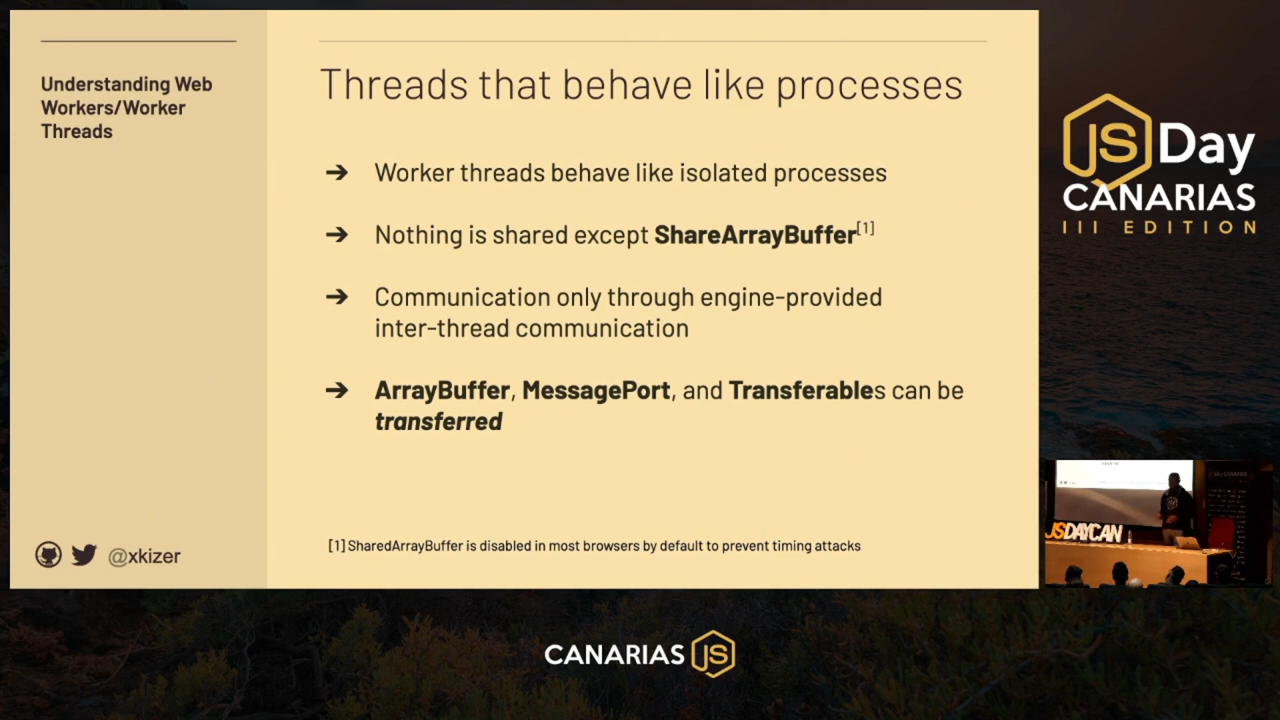 Understanding Web
Workers/Worker
Threads
@xkizer
Threads that behave like processes
➔ Worker threads behave like isolated processes
➔ Nothing is shared except ShareArrayBuffer[1]
➔ Communication only through engine-provided
inter-thread communication
➔ ArrayBuffer, MessagePort, and Transferables can be
transferred
[1] SharedArrayBuffer is disabled in most browsers by default to prevent timing attacks
JS Day
CANARIAS
III EDITION
JSDAYCAN
CANARIAS JS